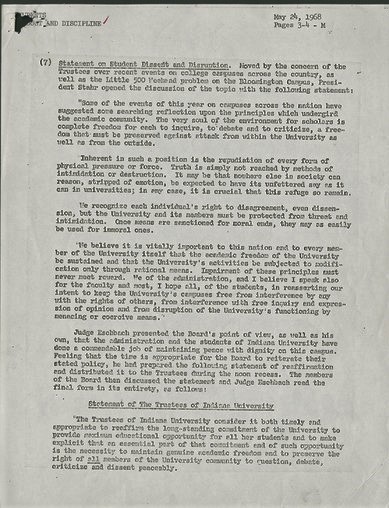 May 24, 1968
AND DISCIPLINE
Pages 3-4 - M
(7) Statement on Student Dissent and Disruption. Moved by the concern of the
Trustees over recent events on college campuses across the country, as
well as the Little 500 Weekend problem on the Bloomington Campus, Presi-
dent Stahr opened the discussion of the topic with the following statement:
"Some of the events of this year on campuses across the nation have
suggested some searching reflection upon the principles which undergird
the academic community. The very soul of the environment for scholars is
complete freedom for each to inquire, to debate and to criticize, a free-
dom that must be preserved against attack from within the University as
well as from the outside.
Inherent in such a position is the repudiation of every form of
physical pressure or force. Truth is simply not reached by methods of
intimidation or destruction. It may be that nowhere else in society can
reason, stripped of emotion, be expected to have its unfettered way as it
can in universities; in any case, it is crucial that this refuge so remain.
We recognize each individual's right to disagreement, even dissen-
sion, but the University and its members must be protected from threat and
intimidation. Once means are sanctioned for moral ends, they may as easily
be used for immoral ones.
We believe it is vitally important to this nation and to every mem-
ber of the University itself that the academic freedom of the University
be sustained and that the University's activities be subjected to modifi-
cation only through rational means. Impairment of these principles must
never meet reward. We of the administration, and I believe I speak also
for the faculty and most, I hope all, of the students, in reasserting our
intent to keep the University's campuses free from interference by any
with the rights of others, from interference with free inquiry and expres-
sion of opinion and from disruption of the University's functioning by
menacing or coercive means."
Judge Eschbach presented the Board's point of view, as well as his
own, that the administration and the students of Indiana University have
done a commendable job of maintaining peace with dignity on this campus.
Feeling that the time is appropriate for the Board to reiterate their
stated policy, he had prepared the following statement of reaffirmation
and distributed it to the Trustees during the noon recess. The members
of the Board then discussed the statement and Judge Eschbach read the
final form in its entirety, as follows:
Statement of The Trustees of Indiana University
"The Trustees of Indiana University consider it both timely and
appropriate to reaffirm the long-standing commitment of the University to
provide maximum educational opportunity for all her students and to make
explicit that an essential part of that commitment and of such opportunity
is the necessity to maintain genuine academic freedom and to preserve the
right of all members of the University community to question, debate,
criticize and dissent peaceably.